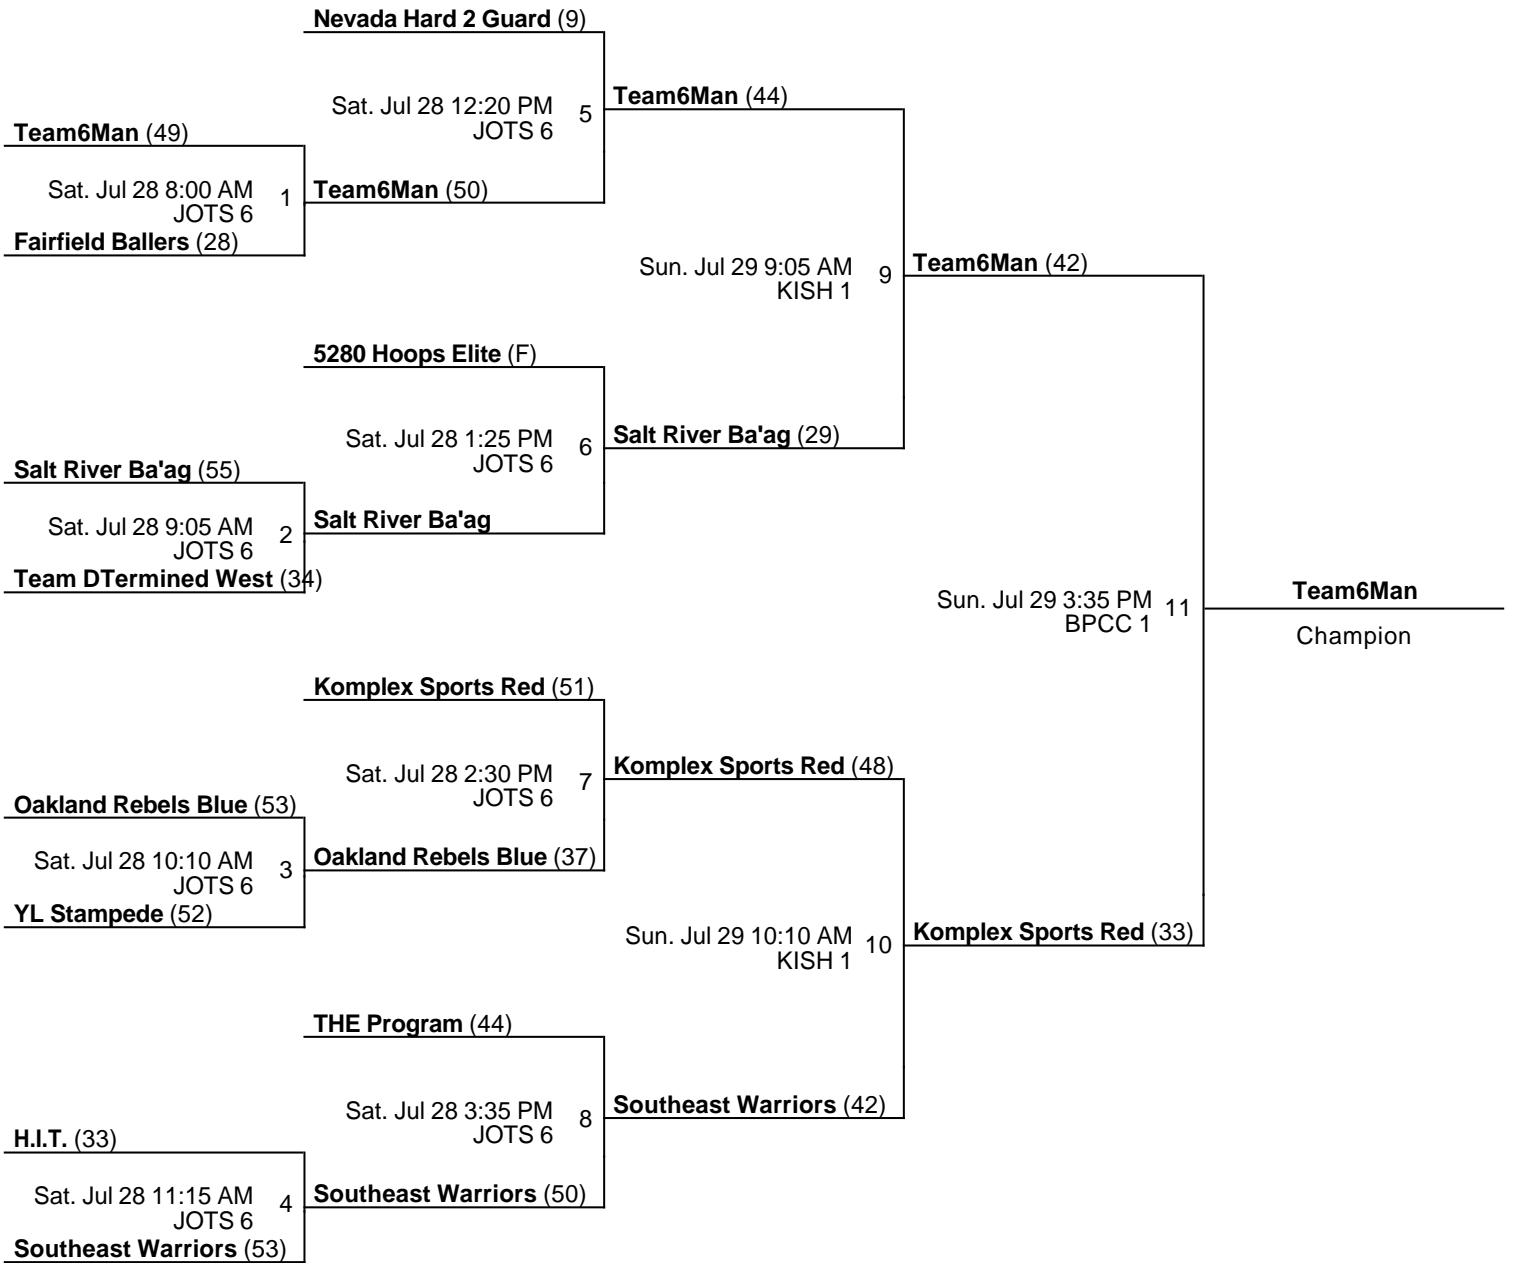 Nevada Hard 2 Guard (9)
Sat. Jul 28 12:20 PM 5
JOTS 6
Team6Man (44)
Team6Man (49)
Sat. Jul 28 8:00 AM 1
JOTS 6
Team6Man (50)
Fairfield Ballers (28)
Sun. Jul 29 9:05 AM 9
KISH 1
Team6Man (42)
5280 Hoops Elite (F)
Sat. Jul 28 1:25 PM 6
JOTS 6
Salt River Ba'ag (29)
Salt River Ba'ag (55)
Sat. Jul 28 9:05 AM 2
JOTS 6
Salt River Ba'ag
Team DTermined West (34)
Sun. Jul 29 3:35 PM 11
BPCC 1
Team6Man
Champion
Komplex Sports Red (51)
Sat. Jul 28 2:30 PM 7
JOTS 6
Komplex Sports Red (48)
Oakland Rebels Blue (53)
Sat. Jul 28 10:10 AM 3
JOTS 6
Oakland Rebels Blue (37)
YL Stampede (52)
Sun. Jul 29 10:10 AM 10
KISH 1
Komplex Sports Red (33)
THE Program (44)
Sat. Jul 28 3:35 PM 8
JOTS 6
Southeast Warriors (42)
H.I.T. (33)
Sat. Jul 28 11:15 AM 4
JOTS 6
Southeast Warriors (50)
Southeast Warriors (53)